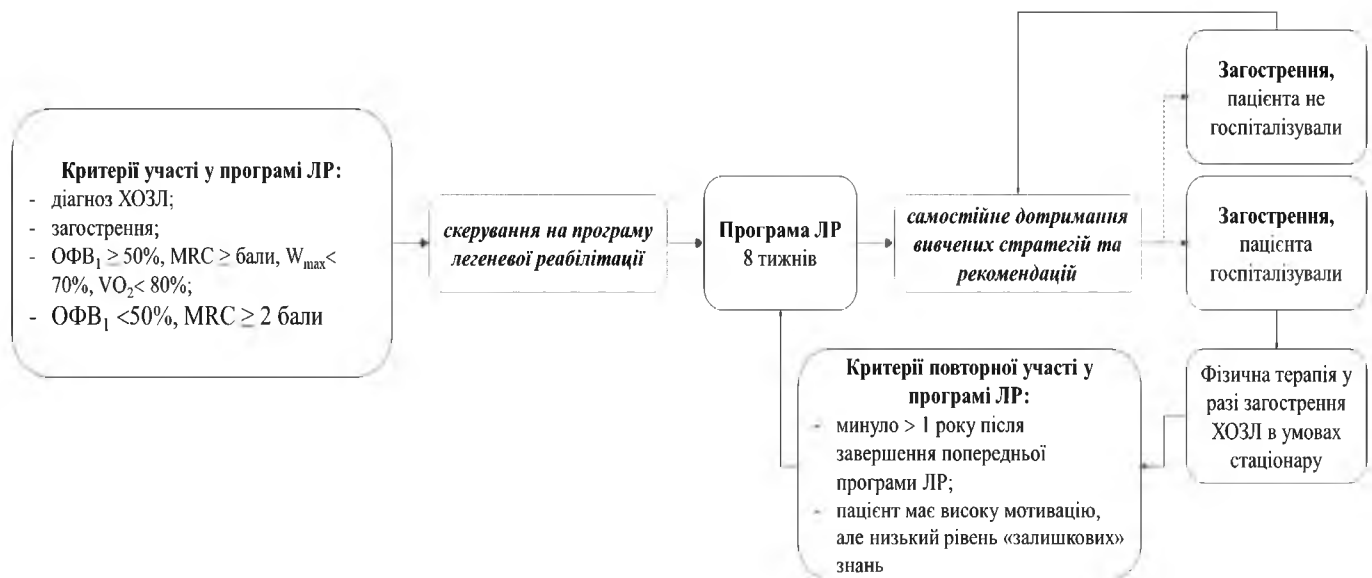 Критерії участі у програмі ЛР:
- діагноз ХОЗЛ;
- загострення;
- ОФВ₁ ≥ 50%, MRC ≥ бали, Wmax<
70%, VO₂< 80%;
- ОФВ₁ <50%, MRC ≥ 2 бали
скерування на програму
легеневої реабілітації
Програма ЛР
8 тижнів
самостійне дотримання
вивчених стратегій та
рекомендацій
Загострення,
пацієнта не
госпіталізували
Загострення,
пацієнта
госпіталізували
Фізична терапія у
разі загострення
ХОЗЛ в умовах
стаціонару
Критерії повторної участі у
програмі ЛР:
- минуло > 1 року після
завершення попередньої
програми ЛР;
- пацієнт має високу мотивацію,
але низький рівень «залишкових»
знань